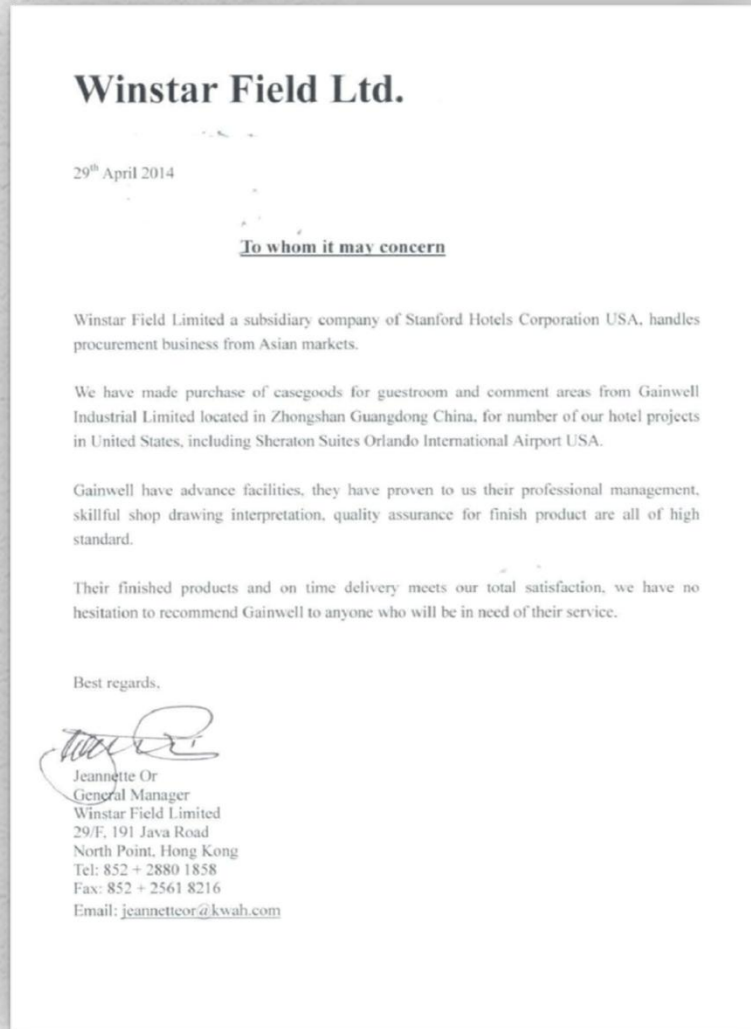 Winstar Field Ltd.
29th April 2014
To whom it may concern
Winstar Field Limited a subsidiary company of Stanford Hotels Corporation USA, handles
procurement business from Asian markets.
We have made purchase of casegoods for guestroom and comment areas from Gainwell
Industrial Limited located in Zhongshan Guangdong China, for number of our hotel projects
in United States, including Sheraton Suites Orlando International Airport USA.
Gainwell have advance facilities, they have proven to us their professional management,
skillful shop drawing interpretation, quality assurance for finish product are all of high
standard.
Their finished products and on time delivery meets our total satisfaction, we have no
hesitation to recommend Gainwell to anyone who will be in need of their service.
Best regards,
Jeannette Or
General Manager
Winstar Field Limited
29/F, 191 Java Road
North Point, Hong Kong
Tel: 852 + 2880 1858
Fax: 852 + 2561 8216
Email: jeannetteor@kwah.com